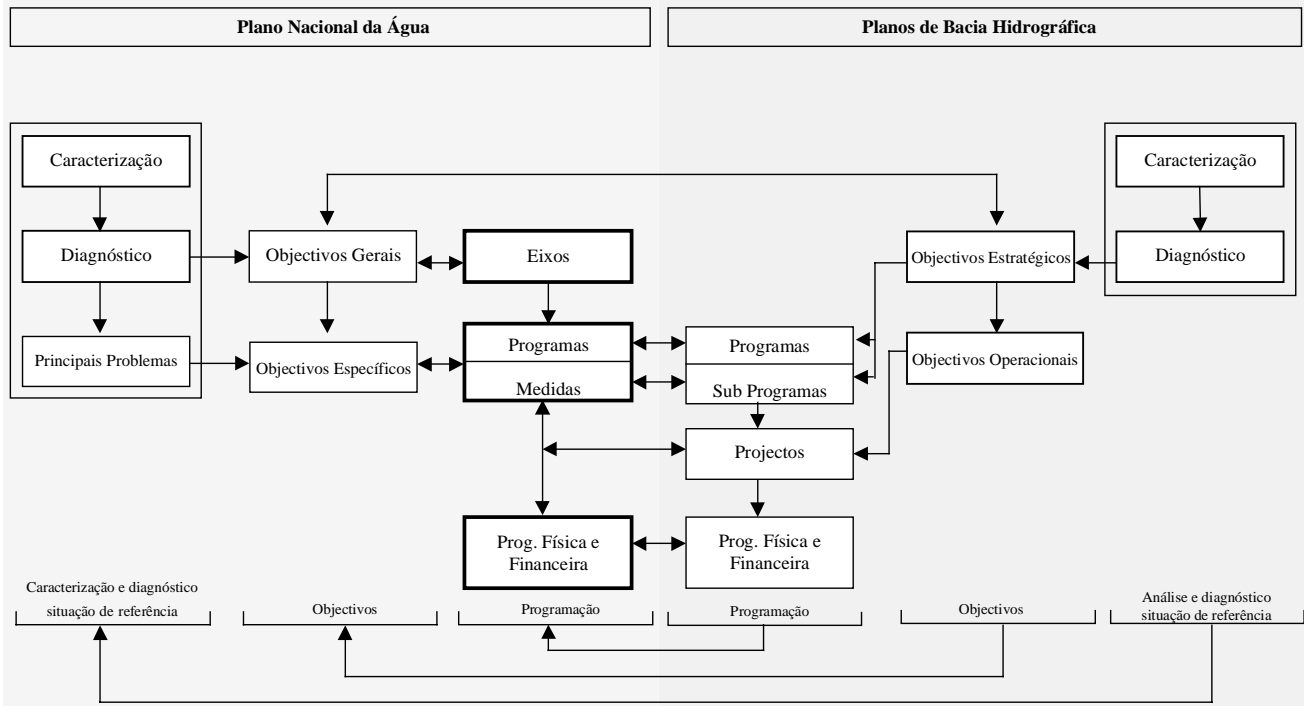 Plano Nacional da Água
Planos de Bacia Hidrográfica
Caracterização
Caracterização
Diagnóstico
Objectivos Gerais
Eixos
Objectivos Estratégicos
Diagnóstico
Principais Problemas
Objectivos Específicos
Programas
Medidas
Programas
Sub Programas
Objectivos Operacionais
Projectos
Prog. Física e
Financeira
Prog. Física e
Financeira
Caracterização e diagnóstico
situação de referência
Objectivos
Programação
Programação
Objectivos
Análise e diagnóstico
situação de referência